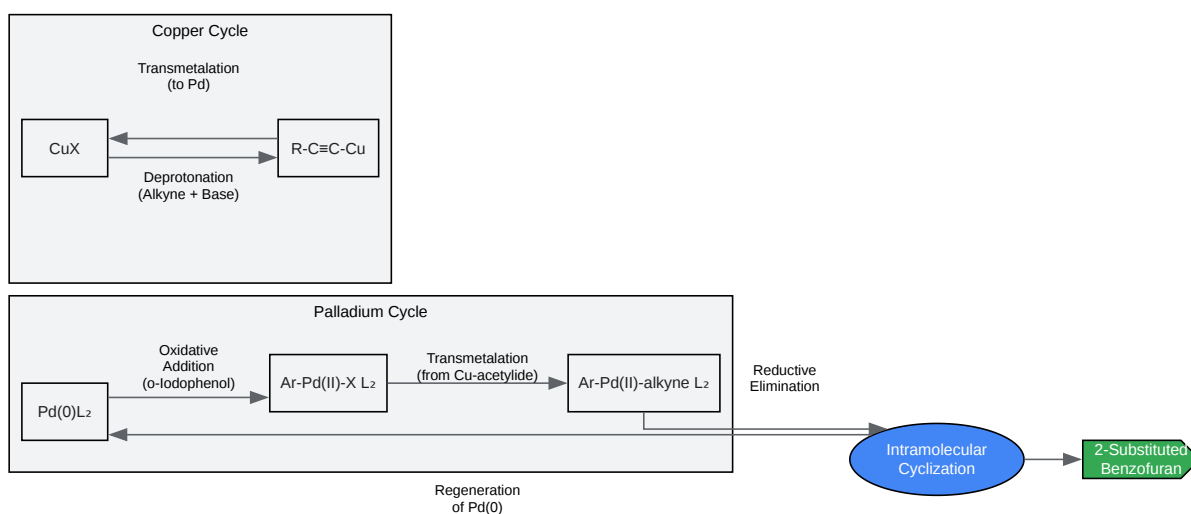 Copper Cycle
Transmetalation
(to Pd)
CuX
R-C≡C-Cu
Deprotonation
(Alkyne + Base)
Palladium Cycle
Oxidative
Addition
(o-Iodophenol)
Transmetalation
(from Cu-acetylide)
Reductive
Elimination
Pd(0)L₂
Ar-Pd(II)-X L₂
Ar-Pd(II)-alkyne L₂
Intramolecular
Cyclization
2-Substituted
Benzofuran
Regeneration
of Pd(0)